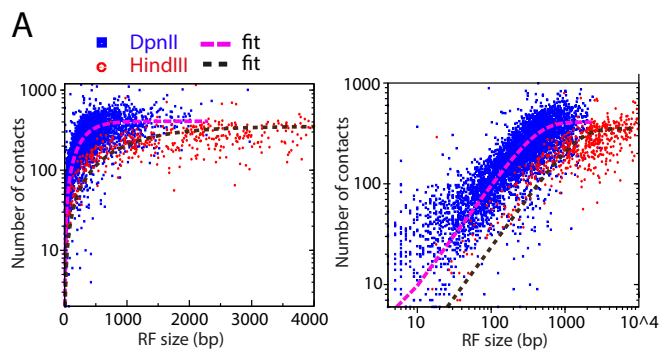 A
DpnII fit
HindIII fit
Number of contacts
1000
100
10
0 1000 2000 3000 4000
RF size (bp)
Number of contacts
1000
100
10
10 100 1000 10^4
RF size (bp)